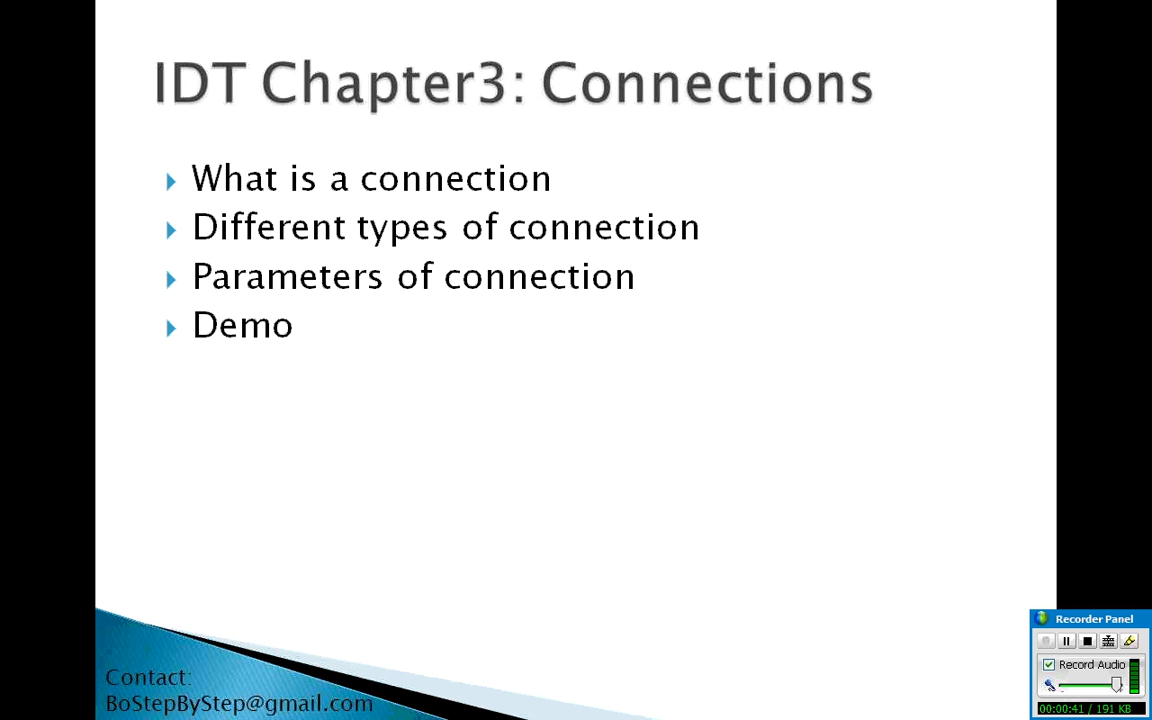 IDT Chapter3: Connections
What is a connection
Different types of connection
Parameters of connection
Demo
Contact:
BoStepByStep@gmail.com
Recorder Panel
Record Audio
00:00:41 / 191 KB